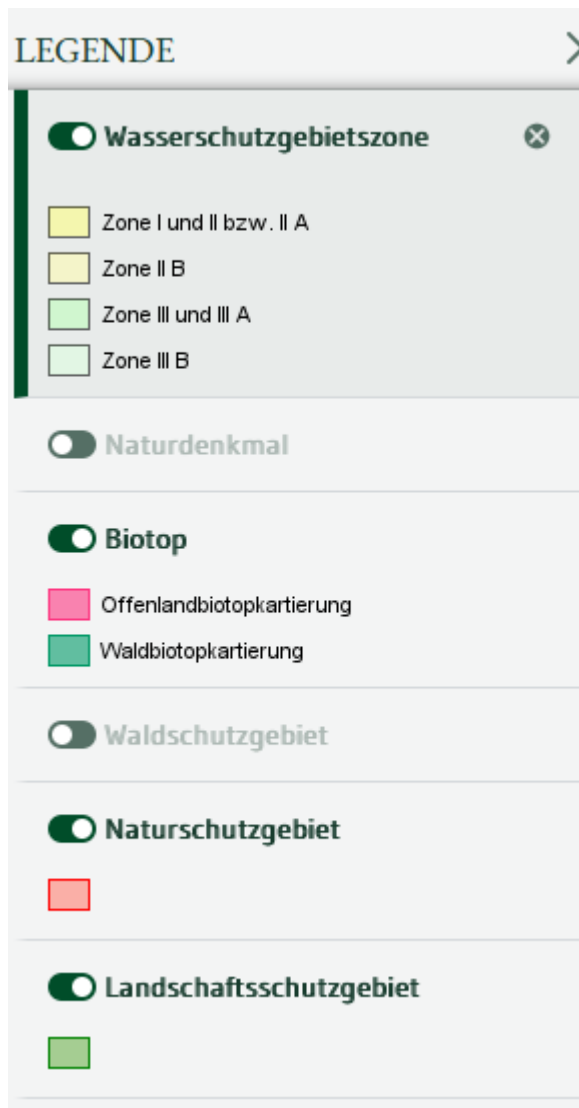 LEGENDE
Wasserschutzgebietszone
Zone I und II bzw. II A
Zone II B
Zone III und III A
Zone III B
Naturdenkmal
Biotop
Offenlandbiotopkartierung
Waldbiotopkartierung
Waldschutzgebiet
Naturschutzgebiet
Landschaftsschutzgebiet